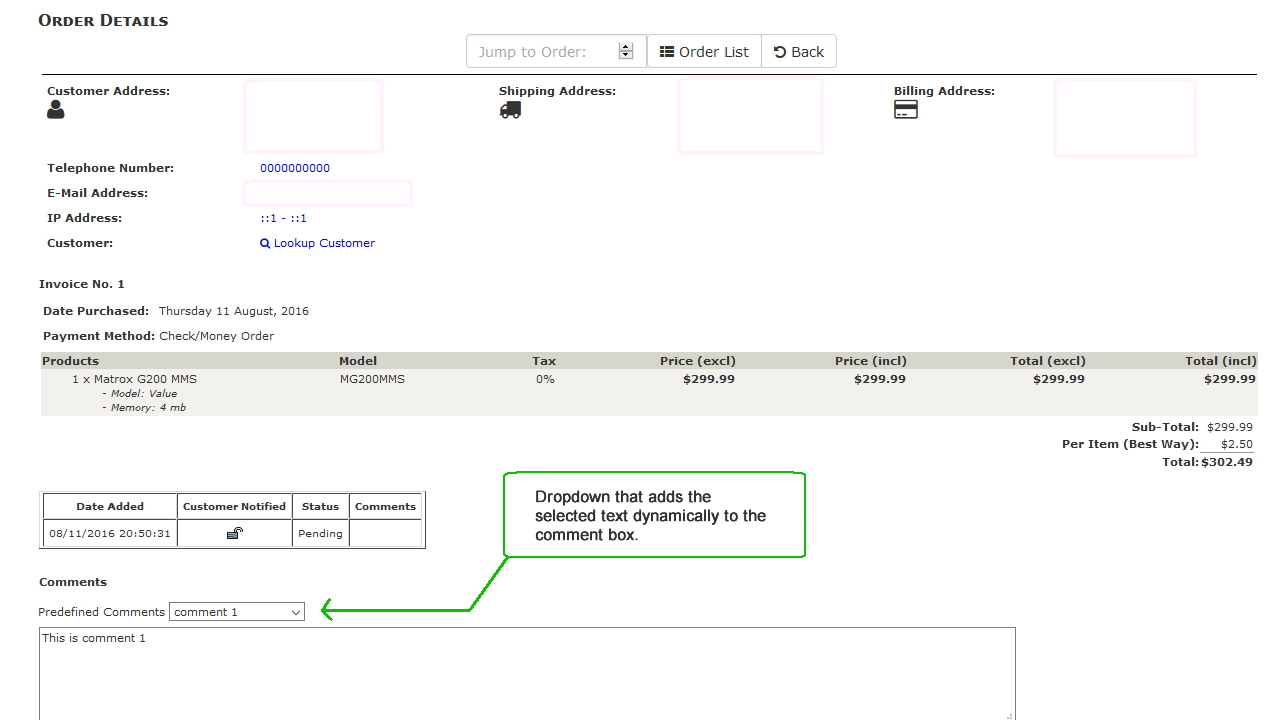 ORDER DETAILS
Jump to Order: Order List Back
Customer Address: Shipping Address: Billing Address:
Telephone Number: 0000000000
E-Mail Address:
IP Address: ::1 - ::1
Customer: Lookup Customer
Invoice No. 1
Date Purchased: Thursday 11 August, 2016
Payment Method: Check/Money Order
Products Model Tax Price (excl) Price (incl) Total (excl) Total (incl)
1 x Matrox G200 MMS MG200MMS 0% $299.99 $299.99 $299.99 $299.99
- Model: Value
- Memory: 4 mb
Sub-Total: $299.99
Per Item (Best Way): $2.50
Total: $302.49
Dropdown that adds the
selected text dynamically to the
comment box.
Date Added Customer Notified Status Comments
08/11/2016 20:50:31 Pending
Comments
Predefined Comments comment 1
This is comment 1